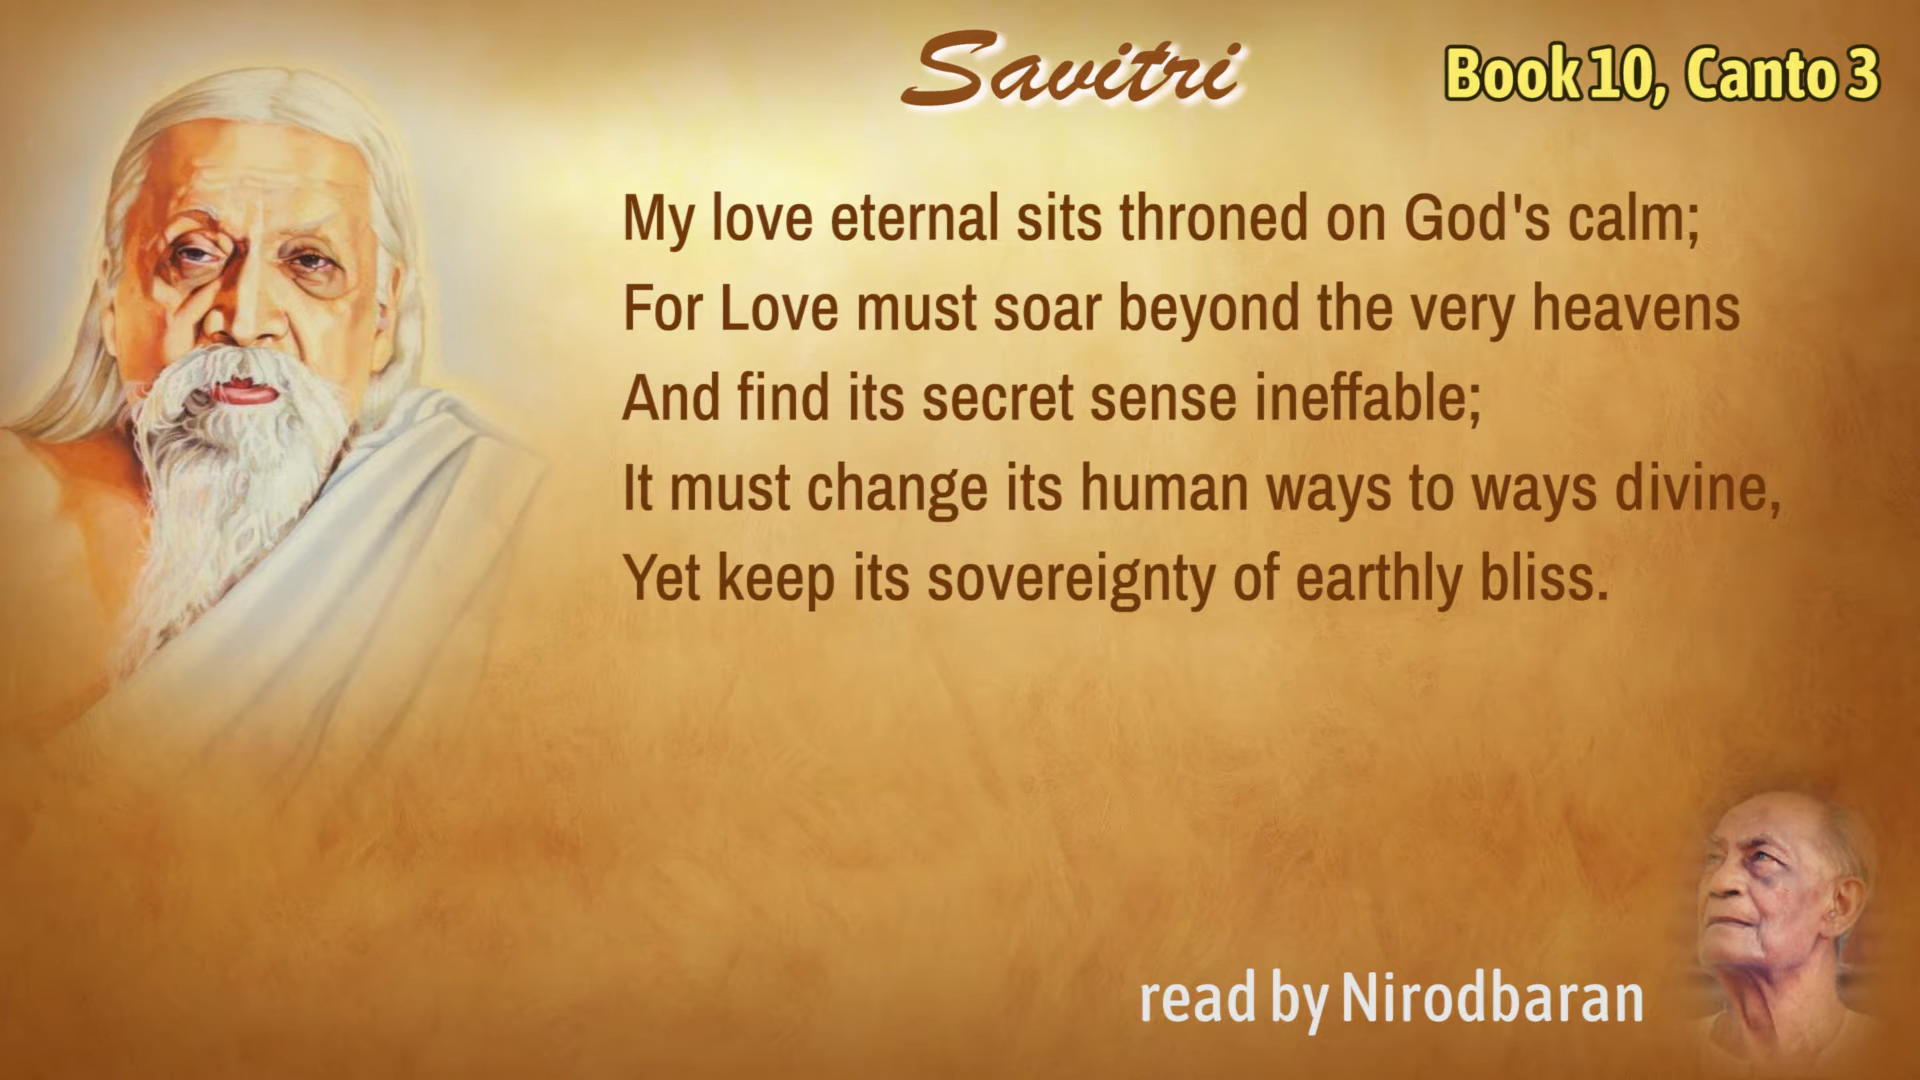 Savitri
Book 10, Canto 3
My love eternal sits throned on God's calm;
For Love must soar beyond the very heavens
And find its secret sense ineffable;
It must change its human ways to ways divine,
Yet keep its sovereignty of earthly bliss.
read by Nirodbaran